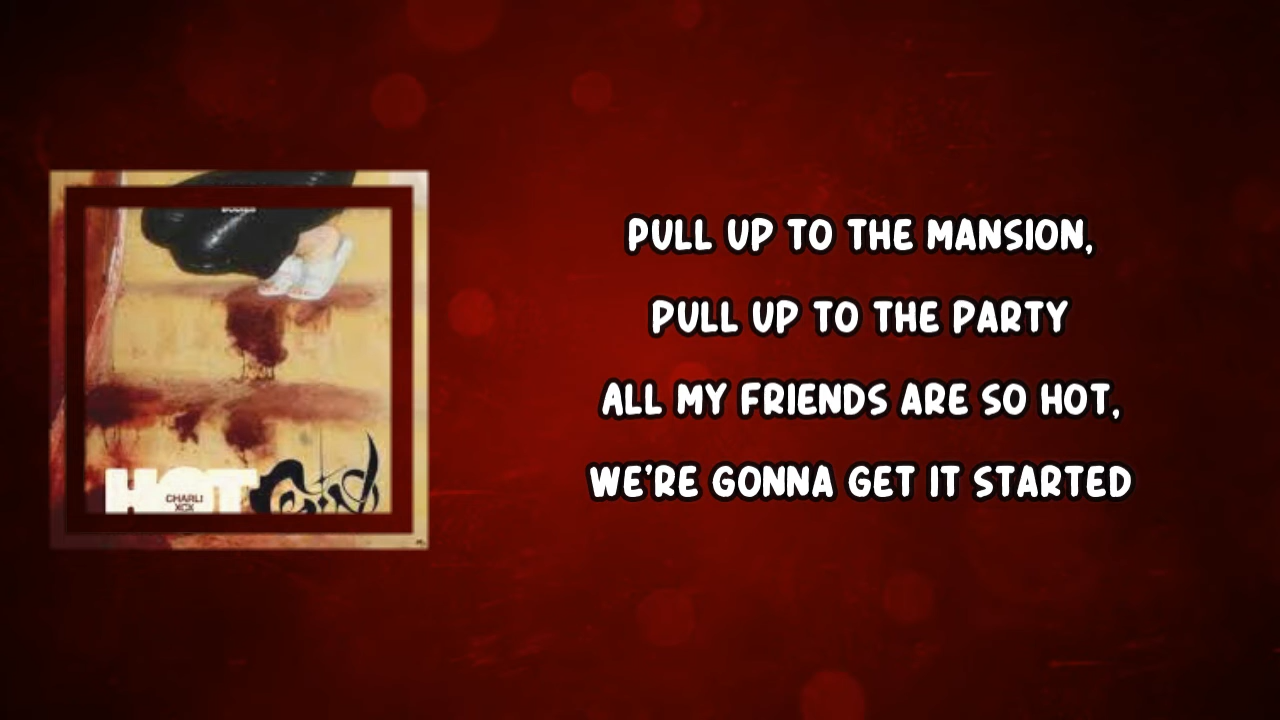 HOT
CHARLI
XCX
PULL UP TO THE MANSION,
PULL UP TO THE PARTY
ALL MY FRIENDS ARE SO HOT,
WE'RE GONNA GET IT STARTED